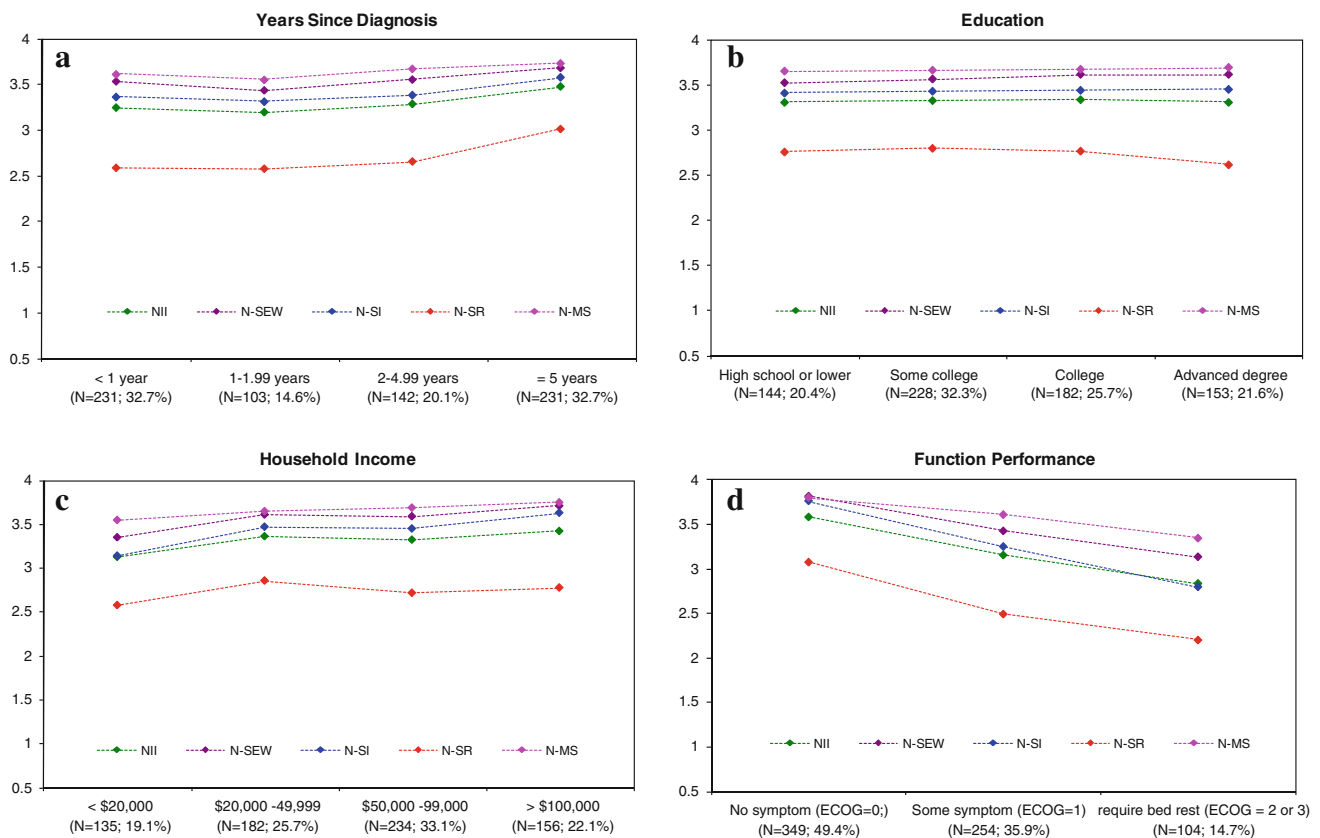 Years Since Diagnosis
a
4
3.5
3
2.5
2
1.5
1
0.5
NII N-SEW N-SI N-SR N-MS
< 1 year 1-1.99 years 2-4.99 years = 5 years
(N=231; 32.7%) (N=103; 14.6%) (N=142; 20.1%) (N=231; 32.7%)
Education
b
4
3.5
3
2.5
2
1.5
1
0.5
NII N-SEW N-SI N-SR N-MS
High school or lower Some college College Advanced degree
(N=144; 20.4%) (N=228; 32.3%) (N=182; 25.7%) (N=153; 21.6%)
Household Income
c
4
3.5
3
2.5
2
1.5
1
0.5
NII N-SEW N-SI N-SR N-MS
< $20,000 $20,000 -49,999 $50,000 -99,000 > $100,000
(N=135; 19.1%) (N=182; 25.7%) (N=234; 33.1%) (N=156; 22.1%)
Function Performance
d
4
3.5
3
2.5
2
1.5
1
0.5
NII N-SEW N-SI N-SR N-MS
No symptom (ECOG=0;) Some symptom (ECOG=1) require bed rest (ECOG = 2 or 3)
(N=349; 49.4%) (N=254; 35.9%) (N=104; 14.7%)